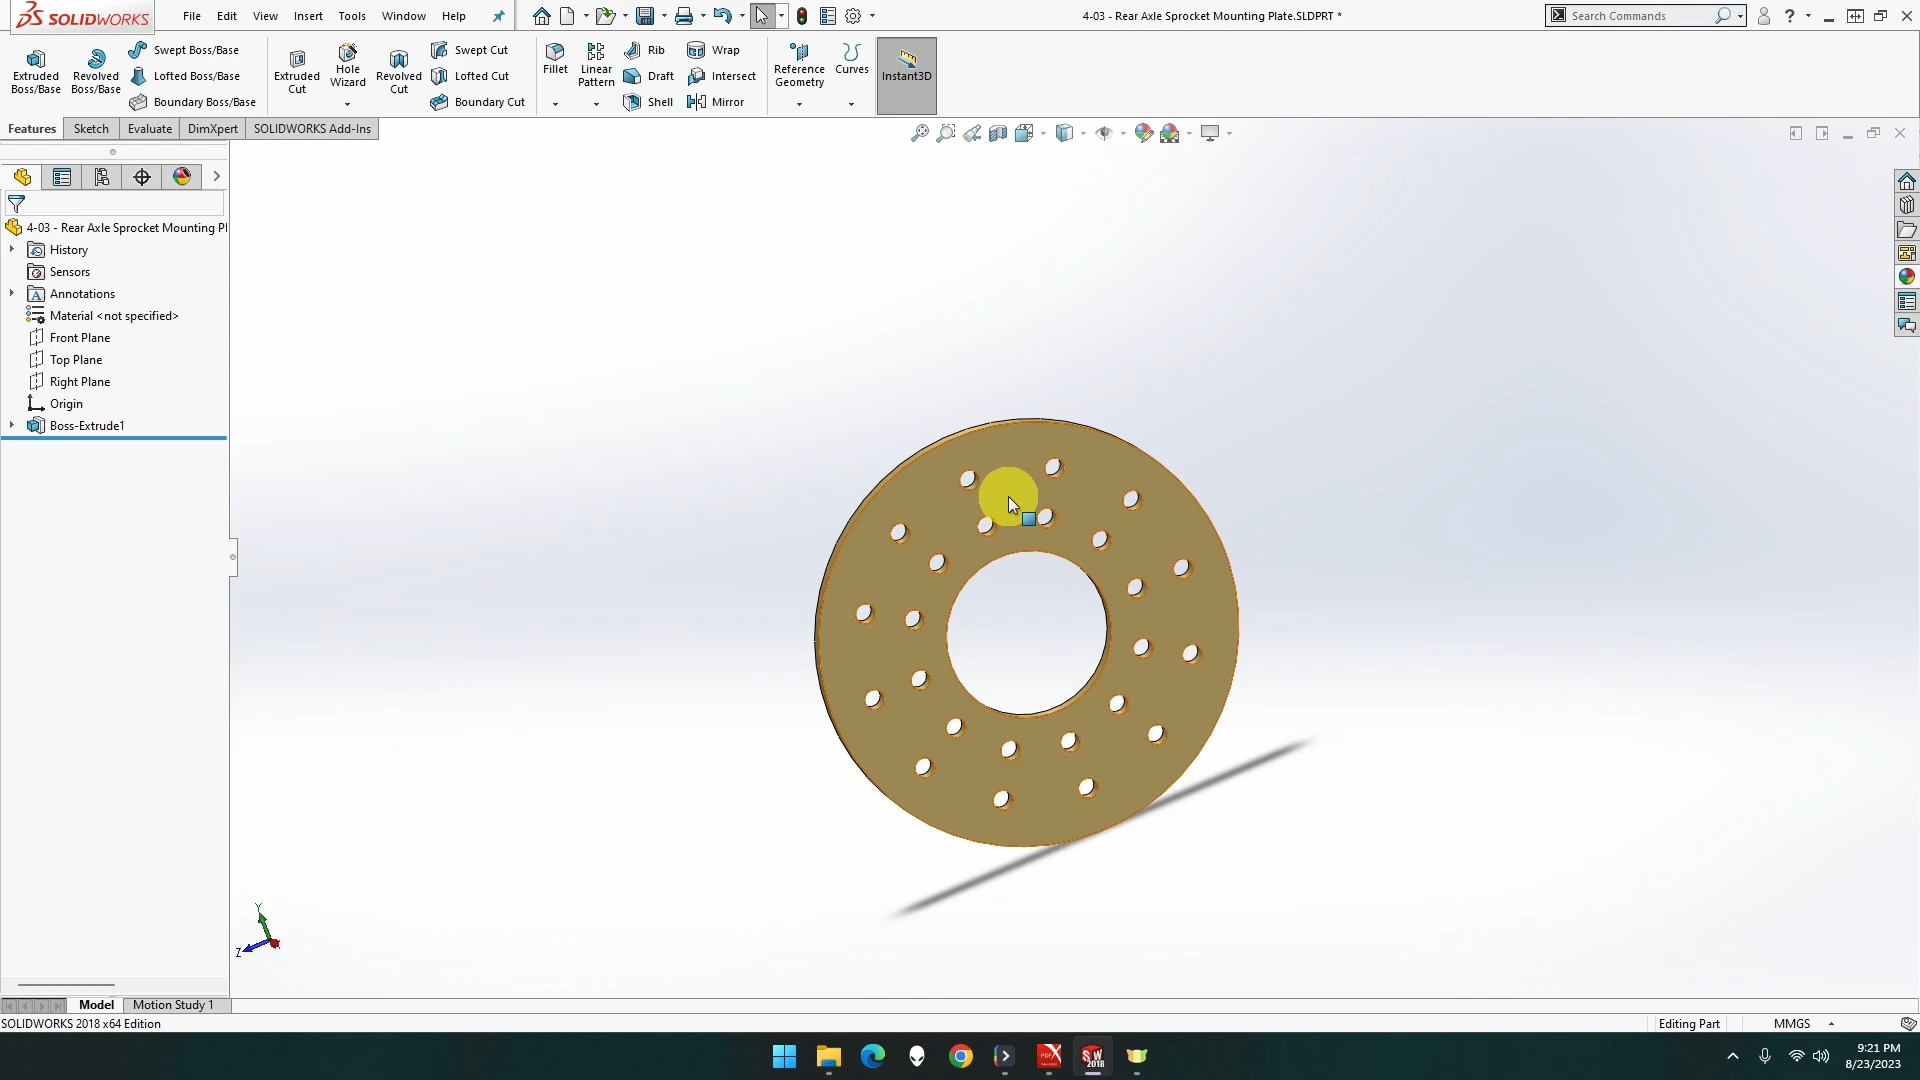 SOLIDWORKS File Edit View Insert Tools Window Help 4-03 - Rear Axle Sprocket Mounting Plate.SLDPRT * Search Commands ?
Extruded Boss/Base
Revolved Boss/Base
Swept Boss/Base
Lofted Boss/Base
Boundary Boss/Base
Extruded Cut
Hole Wizard
Revolved Cut
Swept Cut
Lofted Cut
Boundary Cut
Fillet
Linear Pattern
Rib
Draft
Shell
Wrap
Intersect
Mirror
Reference Geometry
Curves
Instant3D
Features Sketch Evaluate DimXpert SOLIDWORKS Add-Ins
4-03 - Rear Axle Sprocket Mounting Pl
History
Sensors
Annotations
Material <not specified>
Front Plane
Top Plane
Right Plane
Origin
Boss-Extrude1
Y
Z
Model Motion Study 1
SOLIDWORKS 2018 x64 Edition Editing Part MMGS
PDF
SW
2018
9:21 PM
8/23/2023